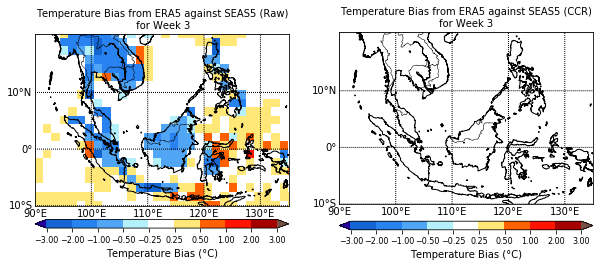 Temperature Bias from ERA5 against SEAS5 (Raw)
for Week 3
10°N
0°
10°S
90°E 100°E 110°E 120°E 130°E
−3.00 −2.00 −1.00 −0.50 −0.25 0.25 0.50 1.00 2.00 3.00
Temperature Bias (°C)
Temperature Bias from ERA5 against SEAS5 (CCR)
for Week 3
10°N
0°
10°S
90°E 100°E 110°E 120°E 130°E
−3.00 −2.00 −1.00 −0.50 −0.25 0.25 0.50 1.00 2.00 3.00
Temperature Bias (°C)